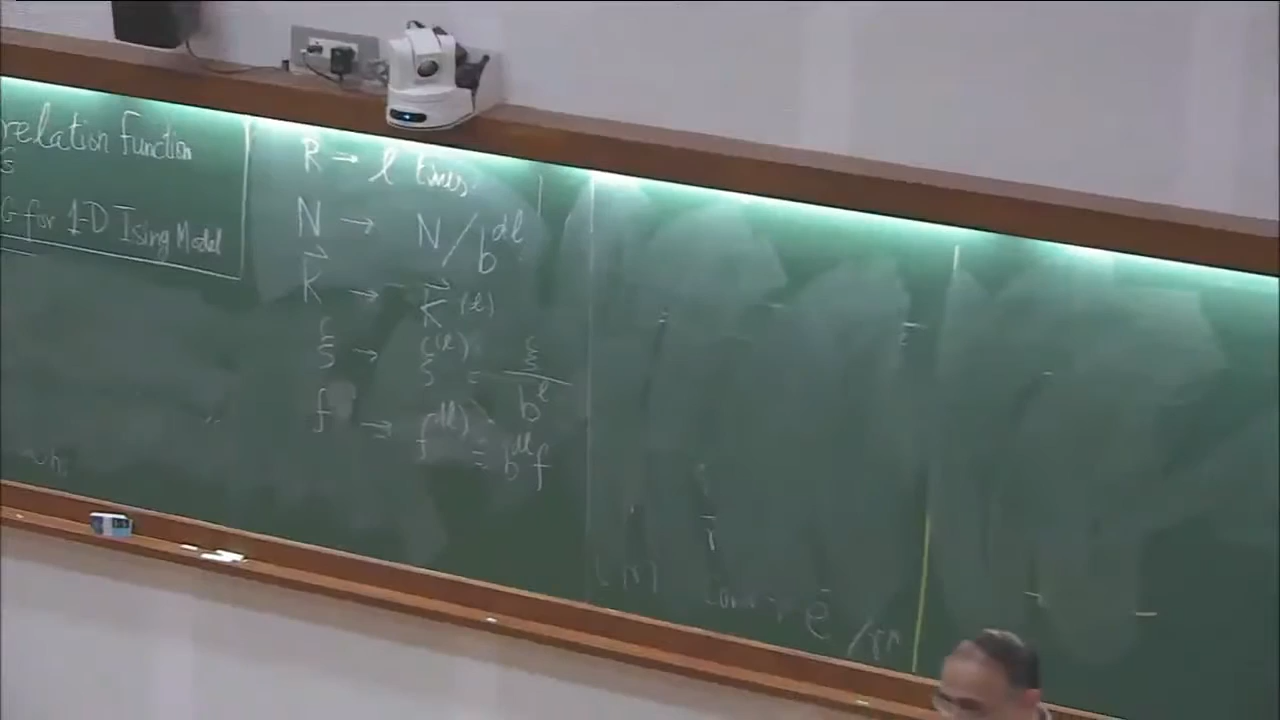 relation Function
G for 1-D Ising Model
R → l times.
N → N/b^{dl}
K⃗ → K⃗^{(l)}
ξ → ξ^{(l)} = ξ / b^l
f → f^{(l)} = b^{dl} f